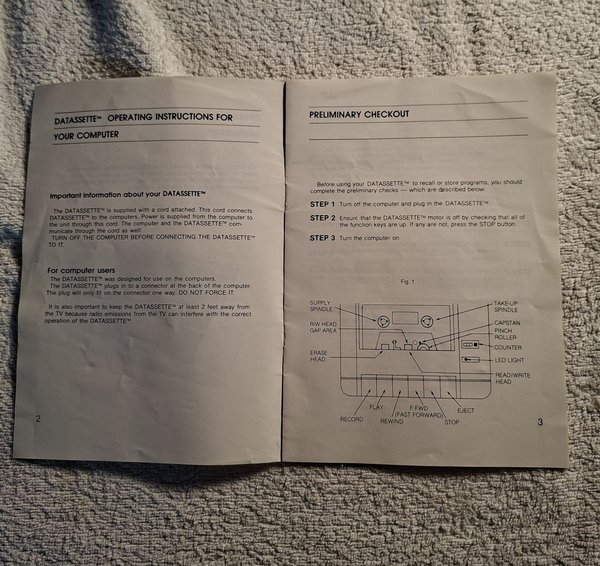 DATASSETTE™ OPERATING INSTRUCTIONS FOR
YOUR COMPUTER
Important Information about your DATASSETTE™
The DATASSETTE™ is supplied with a cord attached. This cord connects
DATASSETTE™ to the computers. Power is supplied from the computer to
the unit through this cord. The computer and the DATASSETTE™ com-
municate through the cord as well.
TURN OFF THE COMPUTER BEFORE CONNECTING THE DATASSETTE™
TO IT.
For computer users
The DATASSETTE™ was designed for use on the computers.
The DATASSETTE™ plugs in to a connector at the back of the computer.
The plug will only fit on the connector one way. DO NOT FORCE IT.
It is also important to keep the DATASSETTE™ at least 2 feet away from
the TV because radio emissions from the TV can interfere with the correct
operation of the DATASSETTE™.
2
PRELIMINARY CHECKOUT
Before using your DATASSETTE™ to recall or store programs, you should
complete the preliminary checks — which are described below:
STEP 1 Turn off the computer and plug in the DATASSETTE™.
STEP 2 Ensure that the DATASSETTE™ motor is off by checking that all of
the function keys are up. If any are not, press the STOP button.
STEP 3 Turn the computer on.
Fig. 1
SUPPLY
SPINDLE
R/W HEAD
GAP AREA
ERASE
HEAD
TAKE-UP
SPINDLE
CAPSTAN
PINCH
ROLLER
COUNTER
LED LIGHT
READ/WRITE
HEAD
RECORD
PLAY
REWIND
F.FWD
(FAST FORWARD)
STOP
EJECT
3